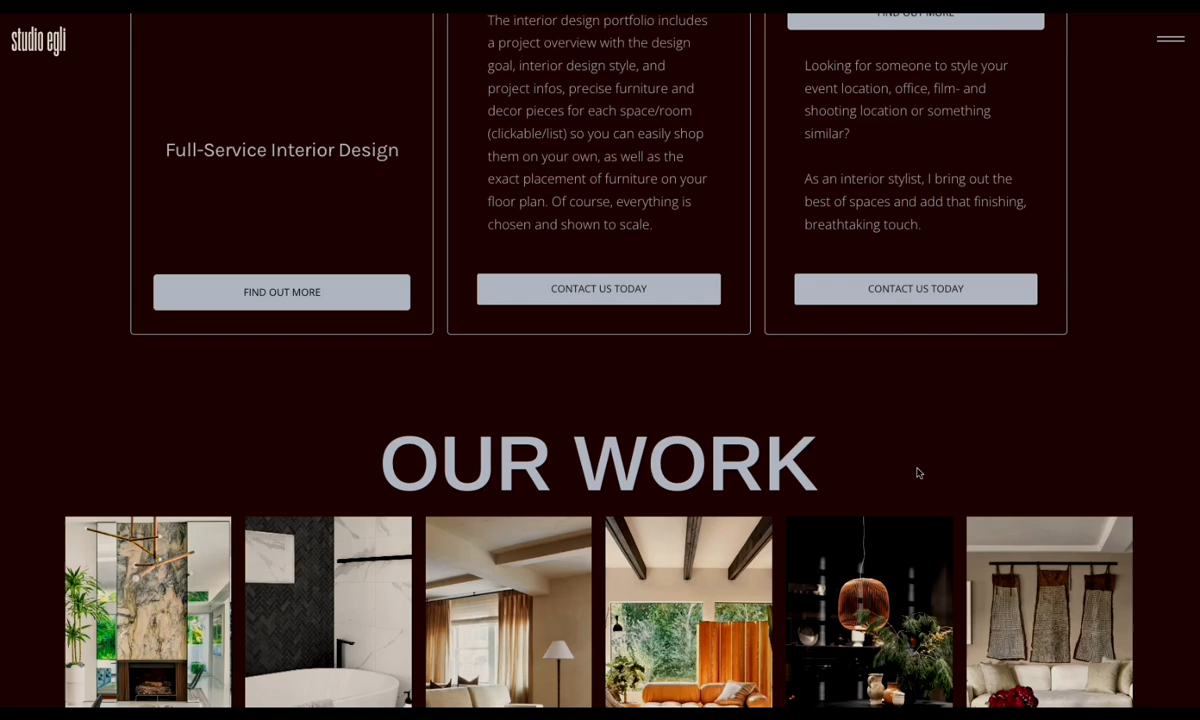 studio egli
Full-Service Interior Design
FIND OUT MORE
The interior design portfolio includes
a project overview with the design
goal, interior design style, and
project infos, precise furniture and
decor pieces for each space/room
(clickable/list) so you can easily shop
them on your own, as well as the
exact placement of furniture on your
floor plan. Of course, everything is
chosen and shown to scale.
CONTACT US TODAY
FIND OUT MORE
Looking for someone to style your
event location, office, film- and
shooting location or something
similar?
As an interior stylist, I bring out the
best of spaces and add that finishing,
breathtaking touch.
CONTACT US TODAY
OUR WORK